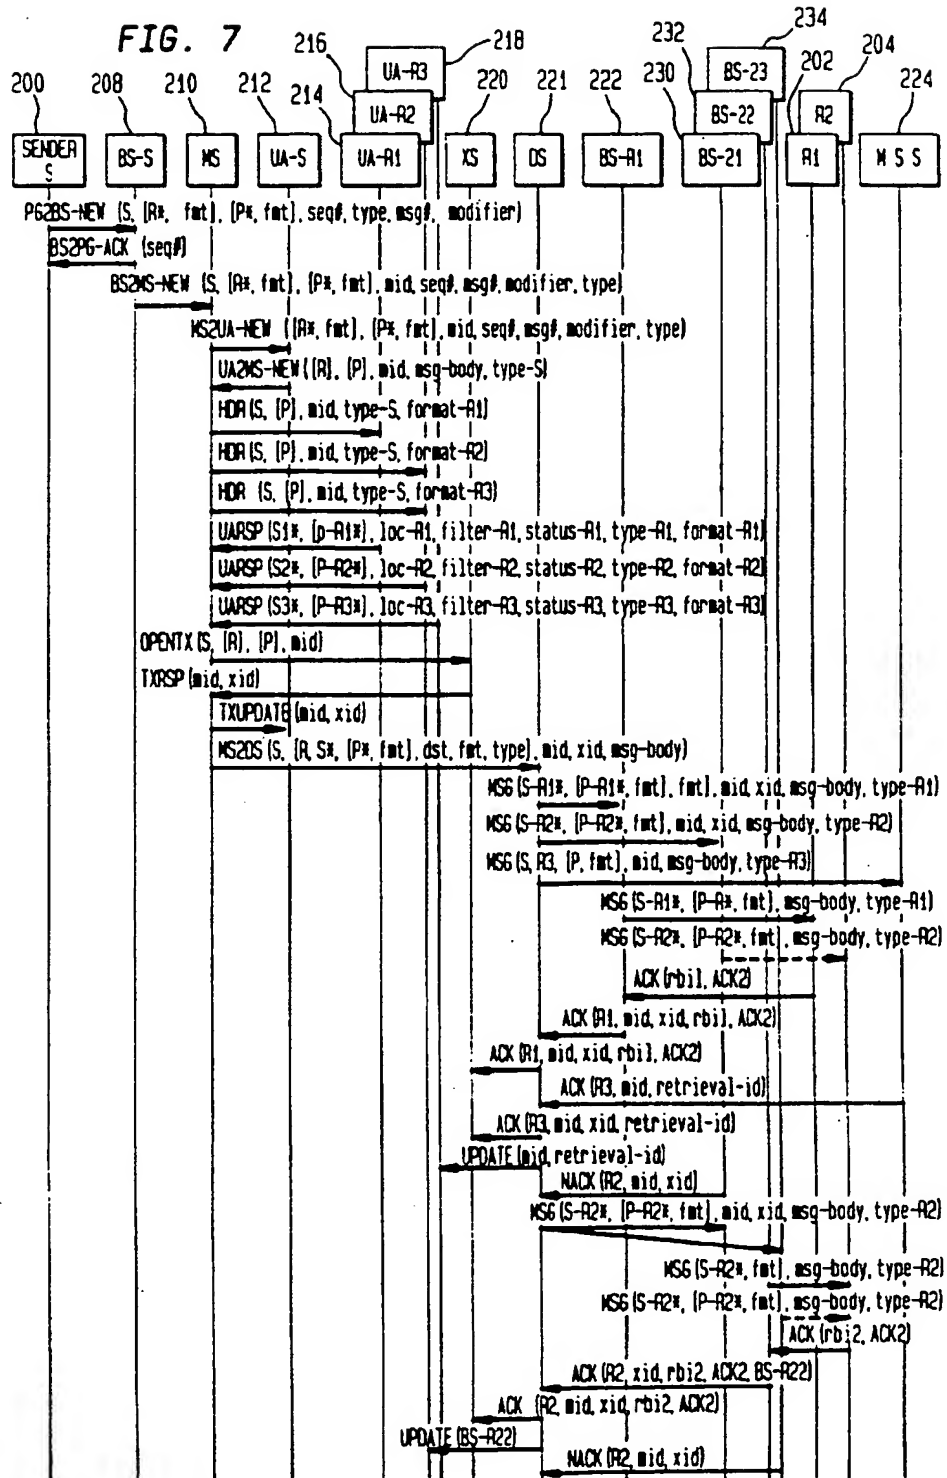 FIG. 7
216 218 232 234 204
200 208 210 212 214 220 221 222 230 202 224
UA-R3 BS-23
UA-R2 BS-22 R2
SENDER S BS-S MS UA-S UA-R1 XS DS BS-R1 BS-21 R1 M S S
PG2BS-NEW (S, [R*, fmt], [P*, fmt], seq#, type, msg#, modifier)
BS2PG-ACK (seq#)
BS2MS-NEW (S, [R*, fmt], [P*, fmt], mid, seq#, msg#, modifier, type)
MS2UA-NEW ([R*, fmt], [P*, fmt], mid, seq#, msg#, modifier, type)
UA2MS-NEW ([R], [P], mid, msg-body, type-S)
HDR (S, [P], mid, type-S, format-R1)
HDR (S, [P], mid, type-S, format-R2)
HDR (S, [P], mid, type-S, format-R3)
UARSP (S1*, [p-R1*], loc-R1, filter-R1, status-R1, type-R1, format-R1)
UARSP (S2*, [P-R2*], loc-R2, filter-R2, status-R2, type-R2, format-R2)
UARSP (S3*, [P-R3*], loc-R3, filter-R3, status-R3, type-R3, format-R3)
OPENTX (S, [R], [P], mid)
TXRSP (mid, xid)
TXUPDATE (mid, xid)
MS2DS (S, [R, S*, [P*, fmt], dst, fmt, type], mid, xid, msg-body)
MSG (S-R1*, [P-R1*, fmt], fmt], mid, xid, msg-body, type-R1)
MSG (S-R2*, [P-R2*, fmt], mid, xid, msg-body, type-R2)
MSG (S, R3, [P, fmt], mid, msg-body, type-R3)
MSG (S-R1*, [P-R*, fmt], msg-body, type-R1)
MSG (S-R2*, [P-R2*, fmt], msg-body, type-R2)
ACK (rbi1, ACK2)
ACK (R1, mid, xid, rbi1, ACK2)
ACK (R1, mid, xid, rbi1, ACK2)
ACK (R3, mid, retrieval-id)
ACK (R3, mid, xid, retrieval-id)
UPDATE (mid, retrieval-id)
NACK (R2, mid, xid)
MSG (S-R2*, [P-R2*, fmt], mid, xid, msg-body, type-R2)
MSG (S-R2*, fmt], msg-body, type-R2)
MSG (S-R2*, [P-R2*, fmt], msg-body, type-R2)
ACK (rbi2, ACK2)
ACK (R2, xid, rbi2, ACK2, BS-R22)
ACK (R2, mid, xid, rbi2, ACK2)
UPDATE (BS-R22)
NACK (R2, mid, xid)